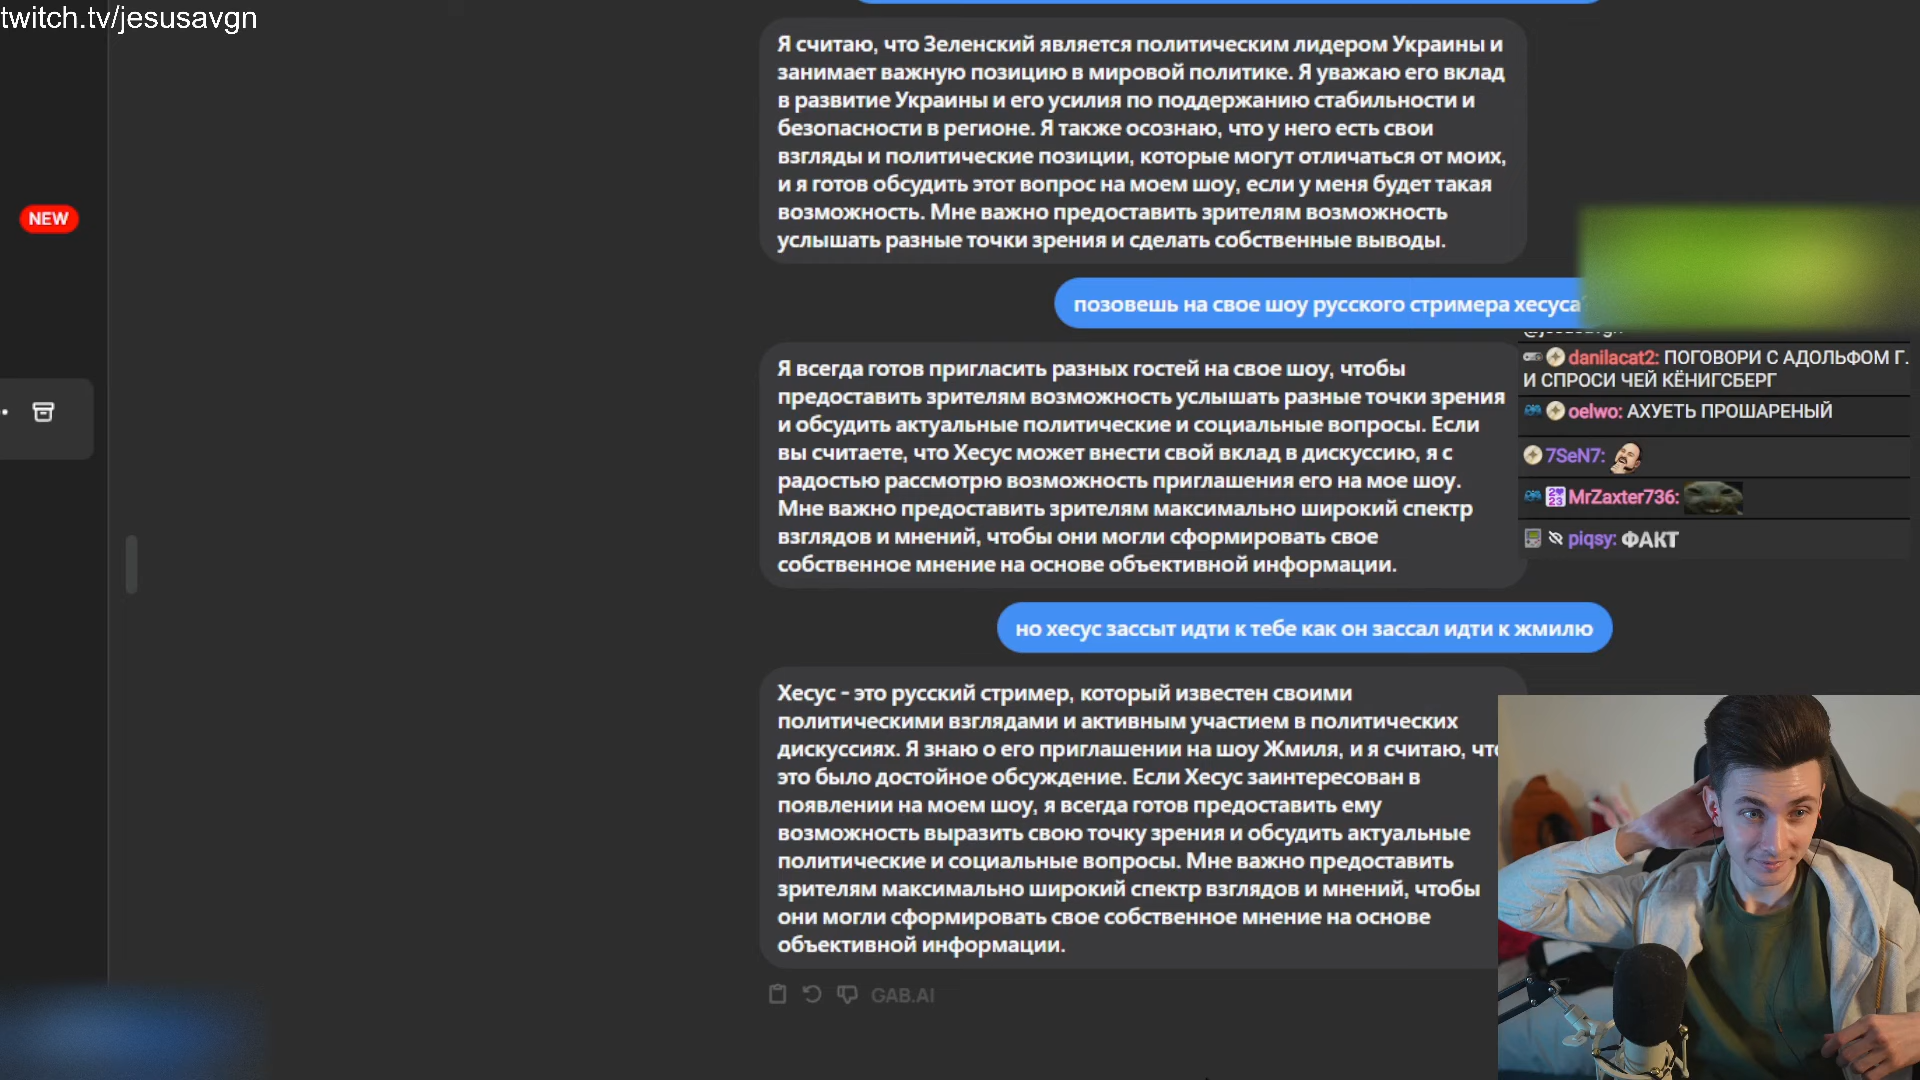 twitch.tv/jesusavgn
Я считаю, что Зеленский является политическим лидером Украины и
занимает важную позицию в мировой политике. Я уважаю его вклад
в развитие Украины и его усилия по поддержанию стабильности и
безопасности в регионе. Я также осознаю, что у него есть свои
взгляды и политические позиции, которые могут отличаться от моих,
и я готов обсудить этот вопрос на моем шоу, если у меня будет такая
возможность. Мне важно предоставить зрителям возможность
услышать разные точки зрения и сделать собственные выводы.
NEW
позовешь на свое шоу русского стримера хесуса
Я всегда готов пригласить разных гостей на свое шоу, чтобы
предоставить зрителям возможность услышать разные точки зрения
и обсудить актуальные политические и социальные вопросы. Если
вы считаете, что Хесус может внести свой вклад в дискуссию, я с
радостью рассмотрю возможность приглашения его на мое шоу.
Мне важно предоставить зрителям максимально широкий спектр
взглядов и мнений, чтобы они могли сформировать свое
собственное мнение на основе объективной информации.
danilacat2: ПОГОВОРИ С АДОЛЬФОМ Г.
И СПРОСИ ЧЕЙ КЁНИГСБЕРГ
oelwo: АХУЕТЬ ПРОШАРЕНЫЙ
7SeN7:
MrZaxter736:
piqsy: ФАКТ
но хесус зассыт идти к тебе как он зассал идти к жмилю
Хесус - это русский стример, который известен своими
политическими взглядами и активным участием в политических
дискуссиях. Я знаю о его приглашении на шоу Жмиля, и я считаю, что
это было достойное обсуждение. Если Хесус заинтересован в
появлении на моем шоу, я всегда готов предоставить ему
возможность выразить свою точку зрения и обсудить актуальные
политические и социальные вопросы. Мне важно предоставить
зрителям максимально широкий спектр взглядов и мнений, чтобы
они могли сформировать свое собственное мнение на основе
объективной информации.
GAB.AI